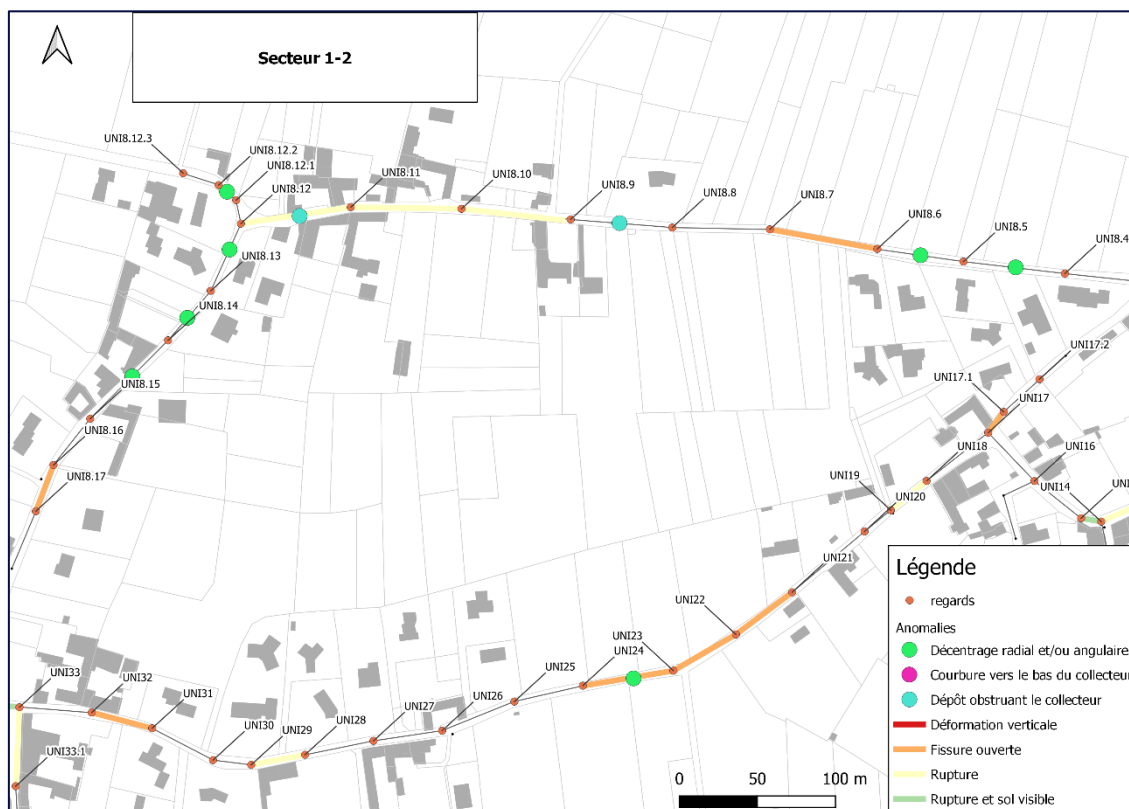 Secteur 1-2
UNI8.12.3
UNI8.12.2
UNI8.12.1
UNI8.12
UNI8.11
UNI8.10
UNI8.9
UNI8.8
UNI8.7
UNI8.6
UNI8.5
UNI8.4
UNI8.13
UNI8.14
UNI8.15
UNI8.16
UNI8.17
UNI17.2
UNI17.1
UNI17
UNI18
UNI16
UNI19
UNI20
UNI14
UNI
UNI21
UNI22
UNI23
UNI24
UNI25
UNI26
UNI27
UNI28
UNI29
UNI30
UNI31
UNI32
UNI33
UNI33.1
Légende
regards
Anomalies
Décentrage radial et/ou angulaire
Courbure vers le bas du collecteur
Dépôt obstruant le collecteur
Déformation verticale
Fissure ouverte
Rupture
Rupture et sol visible
0 50 100 m